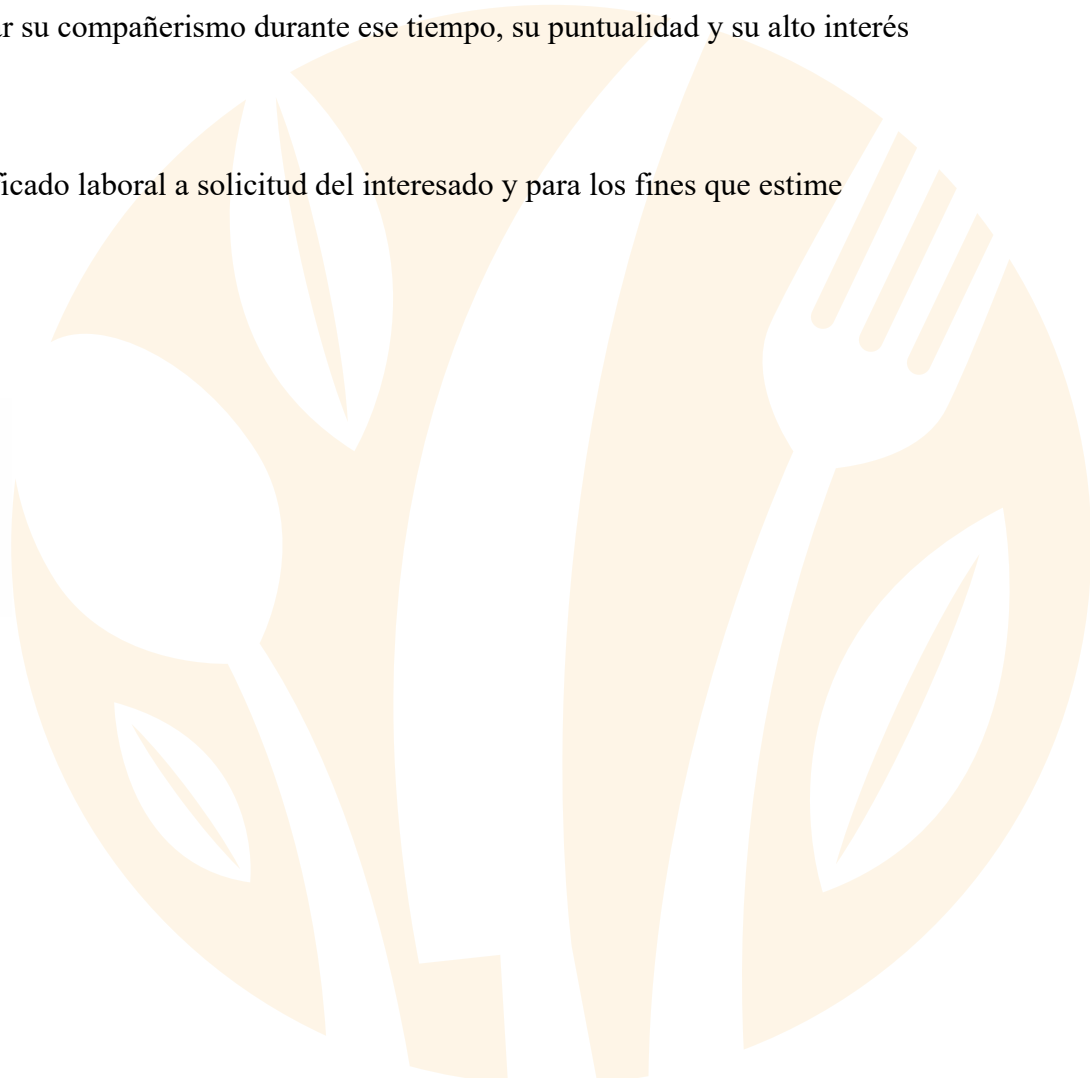 su compañerismo durante ese tiempo, su puntualidad y su alto interés
laboral a solicitud del interesado y para los fines que estime